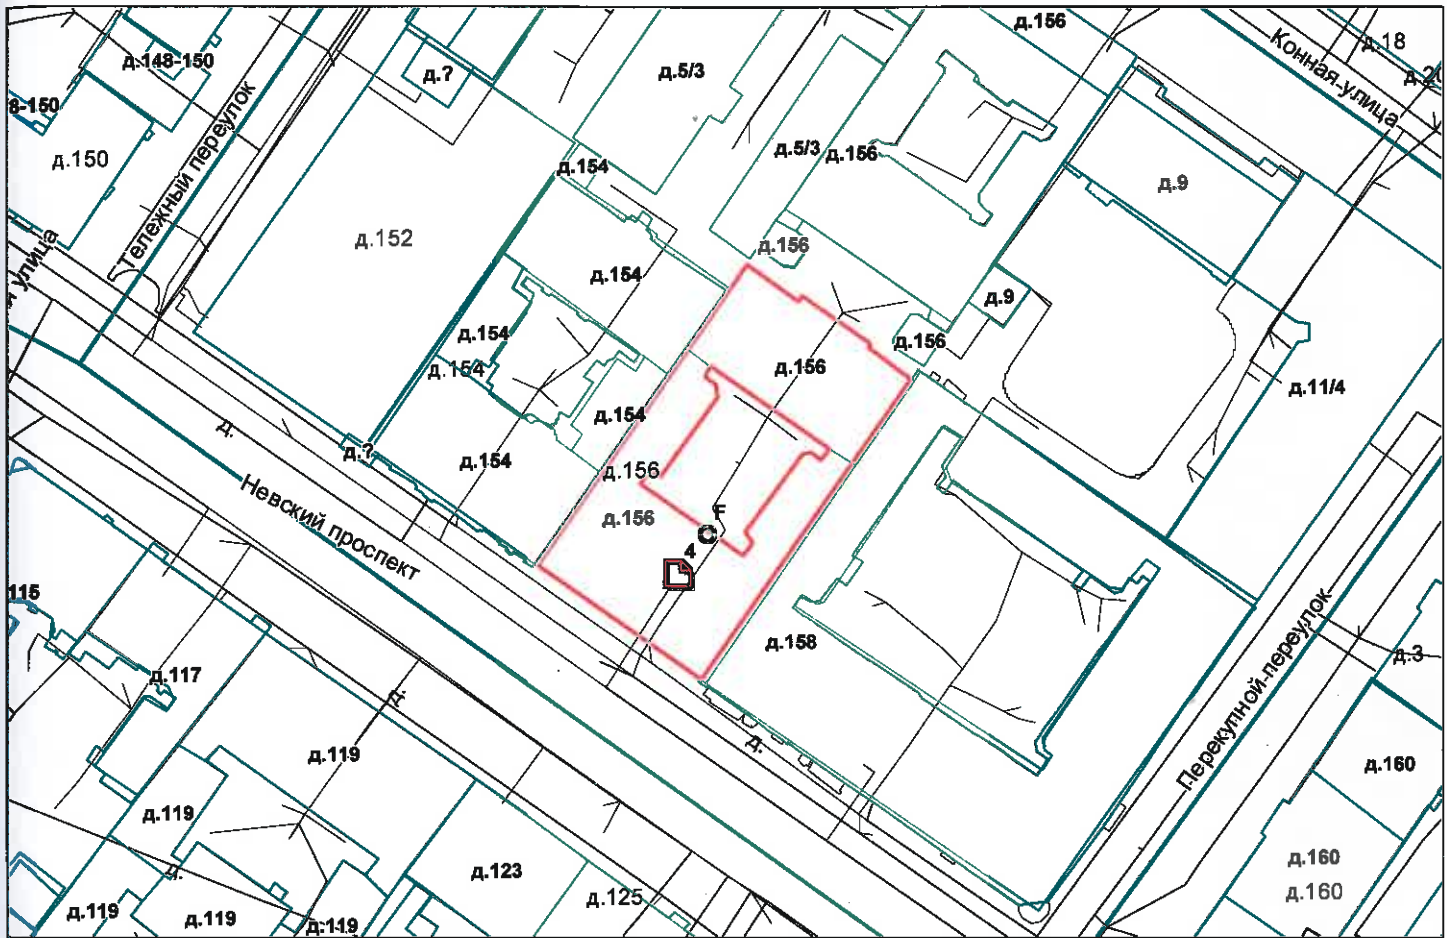 д.156
д.18
д.148-150
д.?
д.5/3
Конная улица
д.20
8-150
Тележный переулок
д.150
д.5/3
д.156
д.154
д.9
д.152
д.156
я улица
д.154
д.9
д.154
д.156
д.154
д.156
д.11/4
д.154
д.
д.?
д.154
д.156
Невский проспект
д.156
F
4
115
д.158
Перекупной переулок
д.3
д.117
д.
д.
д.119
д.160
д.119
д.160
д.
д.123
д.160
д.125
д.119
д.119
д.119